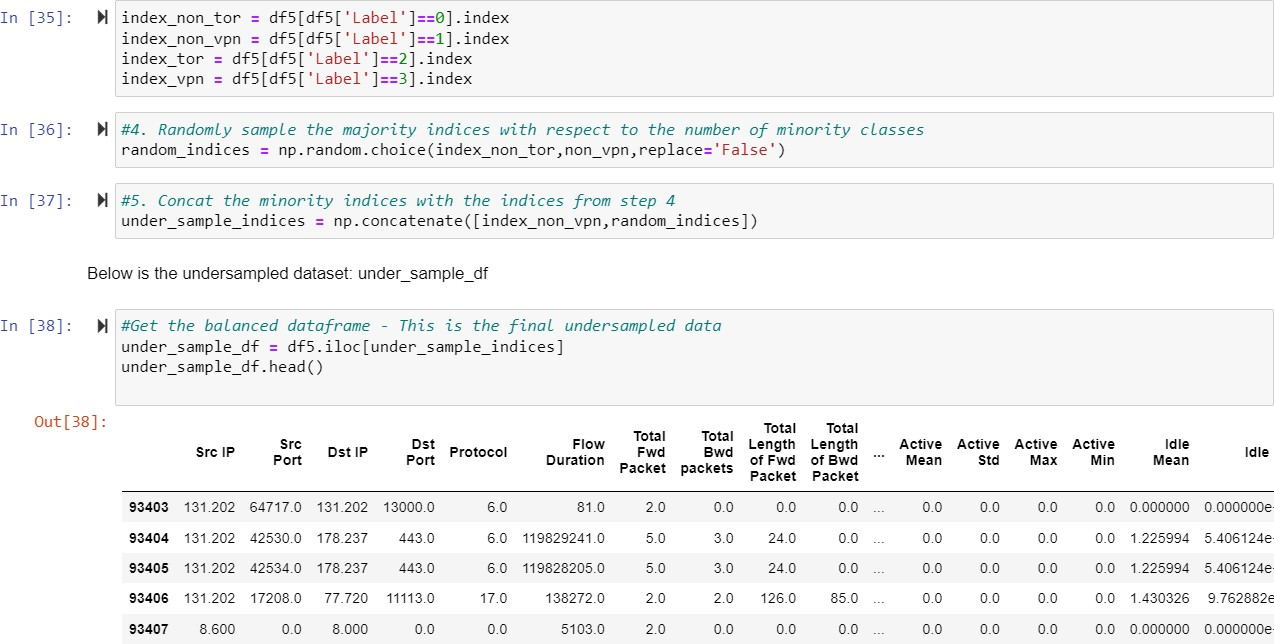 In [35]:
index_non_tor = df5[df5['Label']==0].index
index_non_vpn = df5[df5['Label']==1].index
index_tor = df5[df5['Label']==2].index
index_vpn = df5[df5['Label']==3].index
In [36]:
#4. Randomly sample the majority indices with respect to the number of minority classes
random_indices = np.random.choice(index_non_tor,non_vpn,replace='False')
In [37]:
#5. Concat the minority indices with the indices from step 4
under_sample_indices = np.concatenate([index_non_vpn,random_indices])
Below is the undersampled dataset: under_sample_df
In [38]:
#Get the balanced dataframe - This is the final undersampled data
under_sample_df = df5.iloc[under_sample_indices]
under_sample_df.head()
Out[38]:
Src IP Src Port Dst IP Dst Port Protocol Flow Duration Total Fwd Packet Total Bwd packets Total Length of Fwd Packet Total Length of Bwd Packet ... Active Mean Active Std Active Max Active Min Idle Mean Idle
93403 131.202 64717.0 131.202 13000.0 6.0 81.0 2.0 0.0 0.0 0.0 ... 0.0 0.0 0.0 0.0 0.000000 0.000000e
93404 131.202 42530.0 178.237 443.0 6.0 119829241.0 5.0 3.0 24.0 0.0 ... 0.0 0.0 0.0 0.0 1.225994 5.406124e
93405 131.202 42534.0 178.237 443.0 6.0 119828205.0 5.0 3.0 24.0 0.0 ... 0.0 0.0 0.0 0.0 1.225994 5.406124e
93406 131.202 17208.0 77.720 11113.0 17.0 138272.0 2.0 2.0 126.0 85.0 ... 0.0 0.0 0.0 0.0 1.430326 9.762882e
93407 8.600 0.0 8.000 0.0 0.0 5103.0 2.0 0.0 0.0 0.0 ... 0.0 0.0 0.0 0.0 0.000000 0.000000e